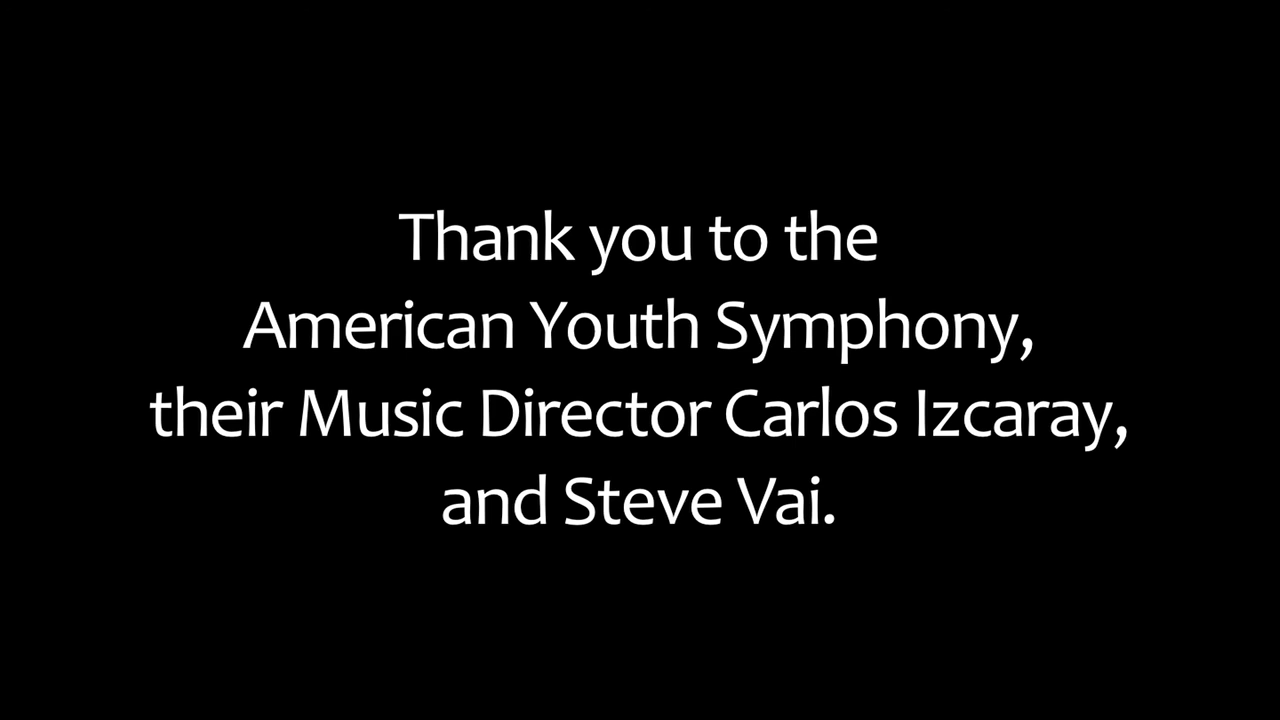 Thank you to the
American Youth Symphony,
their Music Director Carlos Izcaray,
and Steve Vai.